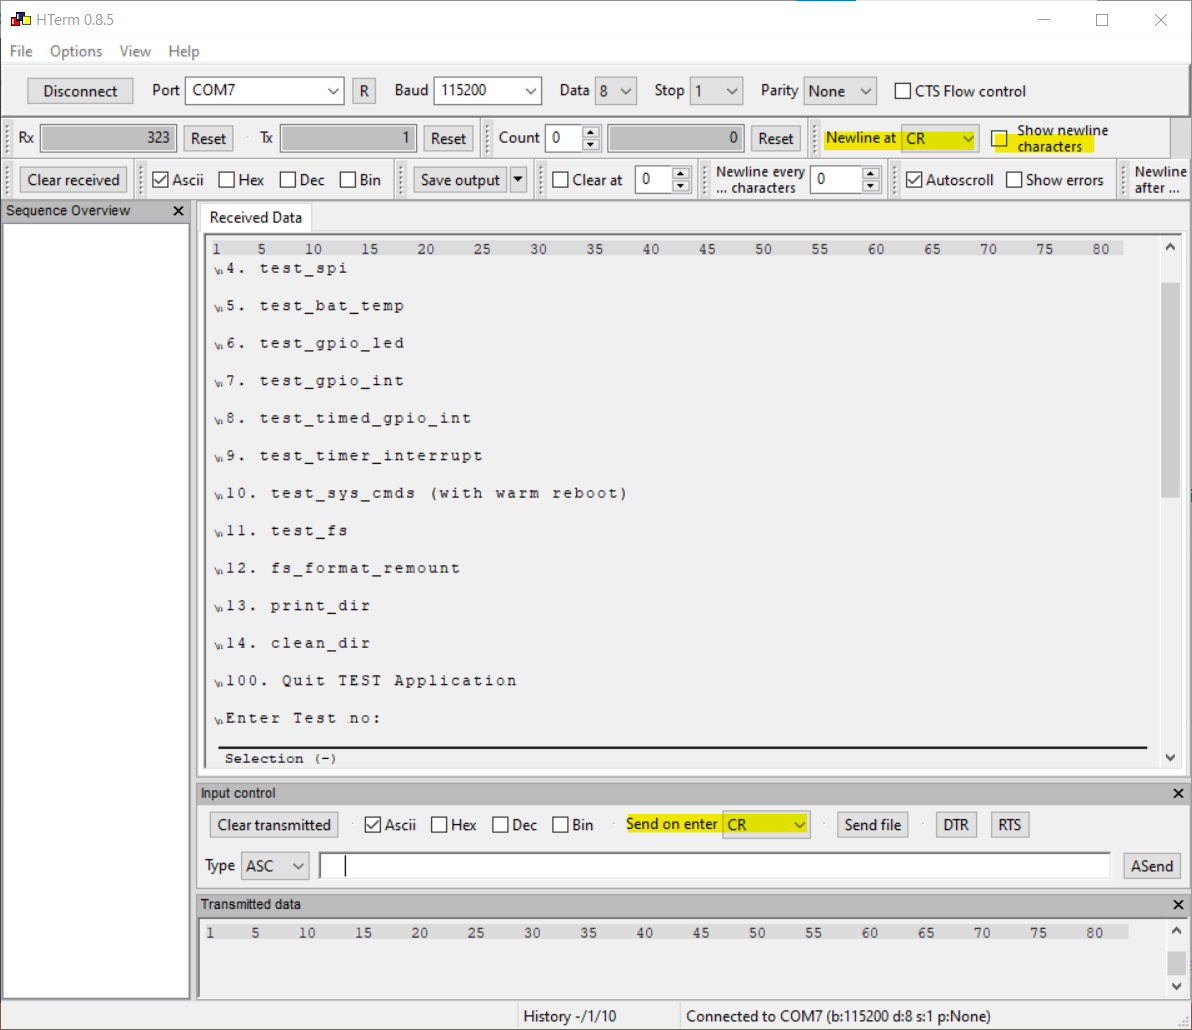 HTerm 0.8.5
File Options View Help
Disconnect Port COM7 R Baud 115200 Data 8 Stop 1 Parity None CTS Flow control
Rx 323 Reset Tx 1 Reset Count 0 0 Reset Newline at CR Show newline characters
Clear received Ascii Hex Dec Bin Save output Clear at 0 Newline every ... characters 0 Autoscroll Show errors Newline after ...
Sequence Overview
Received Data
1 5 10 15 20 25 30 35 40 45 50 55 60 65 70 75 80
\n4. test_spi
\n5. test_bat_temp
\n6. test_gpio_led
\n7. test_gpio_int
\n8. test_timed_gpio_int
\n9. test_timer_interrupt
\n10. test_sys_cmds (with warm reboot)
\n11. test_fs
\n12. fs_format_remount
\n13. print_dir
\n14. clean_dir
\n100. Quit TEST Application
\nEnter Test no:
Selection (-)
Input control
Clear transmitted Ascii Hex Dec Bin Send on enter CR Send file DTR RTS
Type ASC ASend
Transmitted data
1 5 10 15 20 25 30 35 40 45 50 55 60 65 70 75 80
History -/1/10 Connected to COM7 (b:115200 d:8 s:1 p:None)